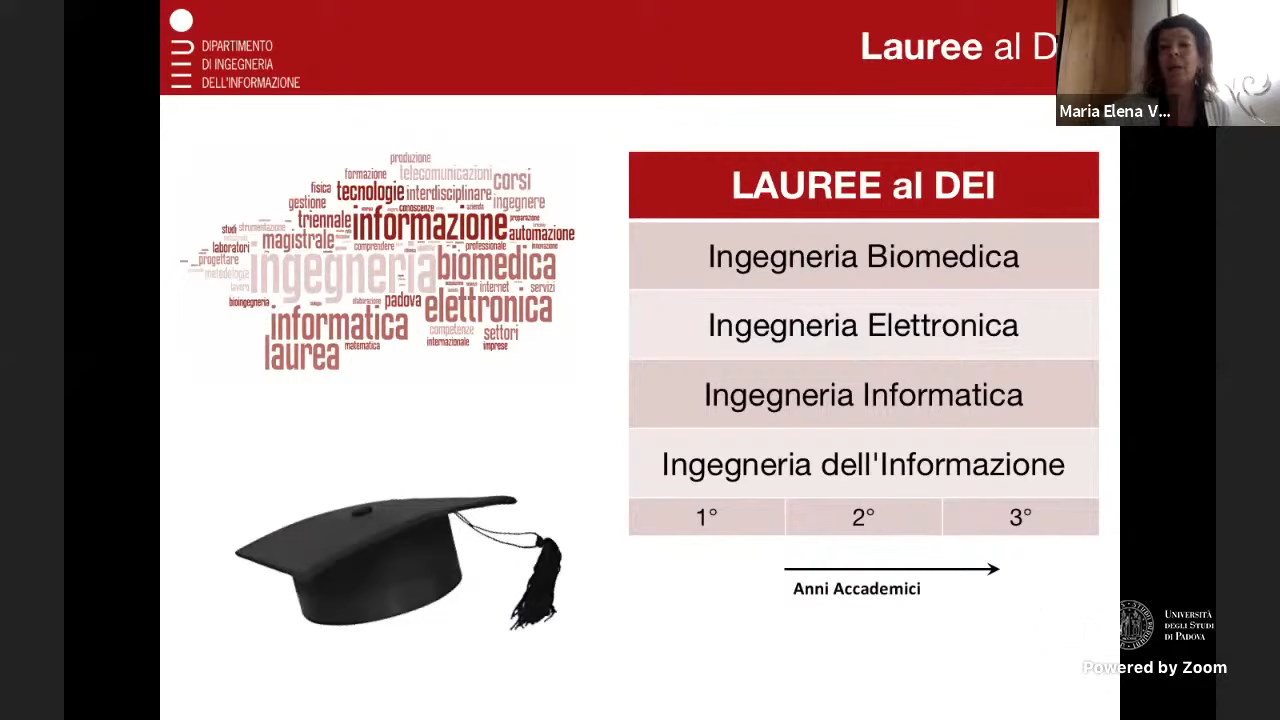 DIPARTIMENTO
DI INGEGNERIA
DELL'INFORMAZIONE
Lauree al D
Maria Elena V...
produzione
formazione telecomunicazioni
fisica tecnologie interdisciplinare corsi
gestione conoscenze azienda ingegnere
triennale informazione preparazione
studi strumentazione automazione
laboratori magistrale comprendere professionale innovazione
progettare ingegneria biomedica
metodologia
lavoro internet servizi
bioingegneria elaborazione padova elettronica
informatica competenze settori
laurea matematica internazionale imprese
LAUREE al DEI
Ingegneria Biomedica
Ingegneria Elettronica
Ingegneria Informatica
Ingegneria dell'Informazione
1° 2° 3°
Anni Accademici
UNIVERSITÀ
DEGLI STUDI
DI PADOVA
Powered by Zoom